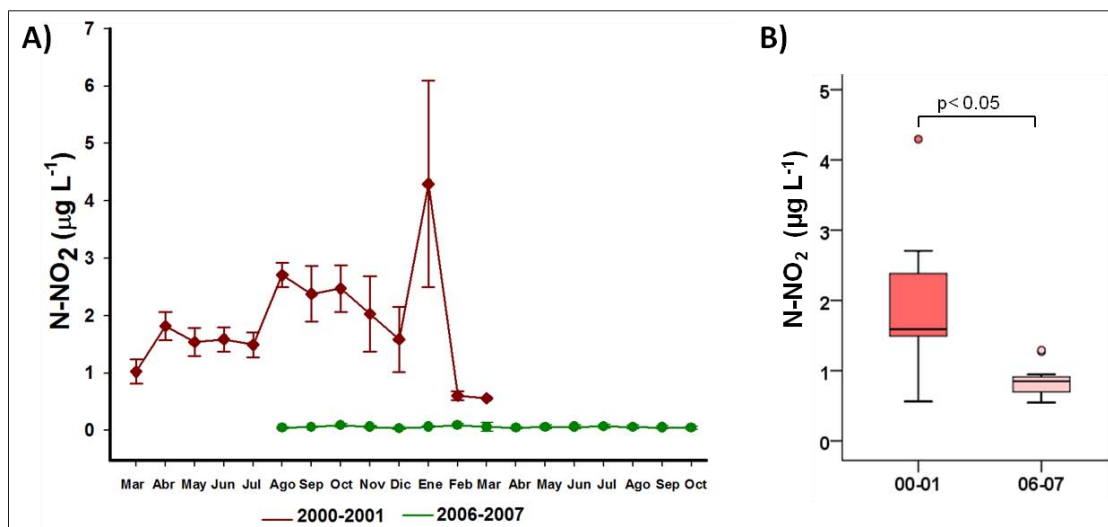 A)
N-NO2 (µg L-1)
7
6
5
4
3
2
1
0
Mar Abr May Jun Jul Ago Sep Oct Nov Dic Ene Feb Mar Abr May Jun Jul Ago Sep Oct
2000-2001 2006-2007
B)
N-NO2 (µg L-1)
5
4
3
2
1
0
p< 0.05
00-01 06-07